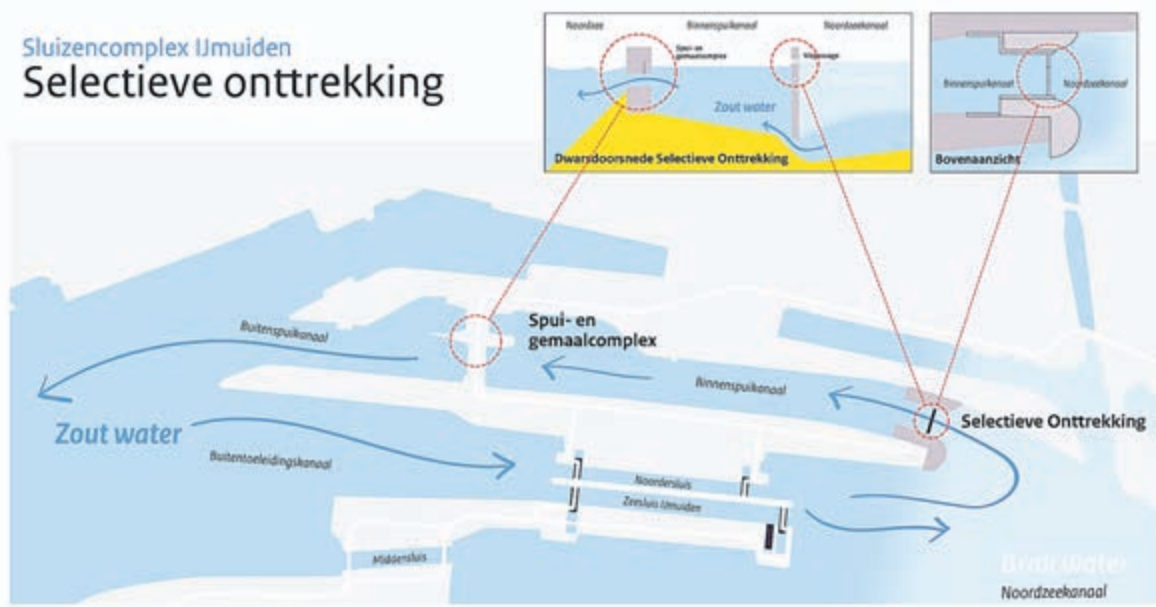 Sluizencomplex IJmuiden
Selectieve onttrekking
Noordzee
Binnenspuikanaal
Noordzeekanaal
Spui- en
gemaalcomplex
Zout water
Dwarsdoorsnede Selectieve Onttrekking
Binnenspuikanaal
Noordzeekanaal
Bovenaanzicht
Buitenspuikanaal
Spui- en
gemaalcomplex
Binnenspuikanaal
Selectieve Onttrekking
Zout water
Buitentoeleidingskanaal
Noordersluis
Zeesluis IJmuiden
Middensluis
Brak water
Noordzeekanaal